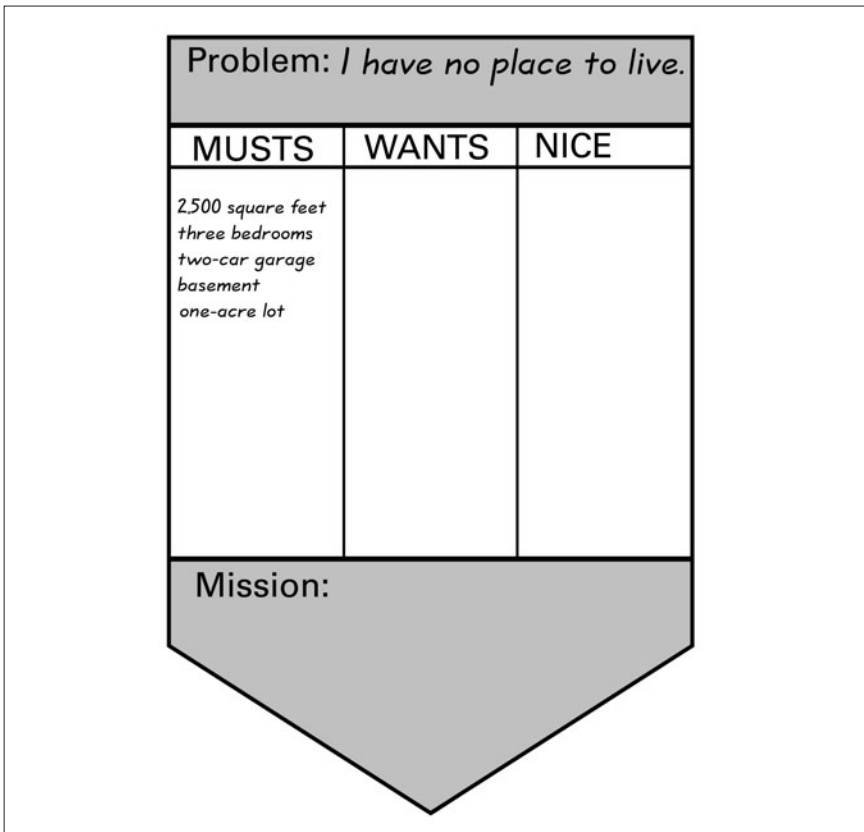 Problem: I have no place to live.
MUSTS WANTS NICE
2,500 square feet
three bedrooms
two-car garage
basement
one-acre lot
Mission: